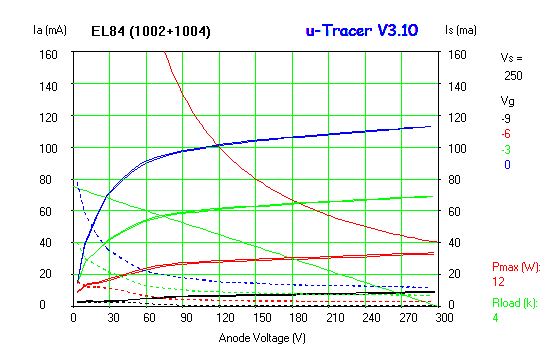 Ia (mA) EL84 (1002+1004) u-Tracer V3.10 Is (ma)
160 160
140 140
120 120
100 100
80 80
60 60
40 40
20 20
0 0
0 30 60 90 120 150 180 210 240 270 300
Anode Voltage (V)
Vs =
250
Vg
-9
-6
-3
0
Pmax (W):
12
Rload (k):
4